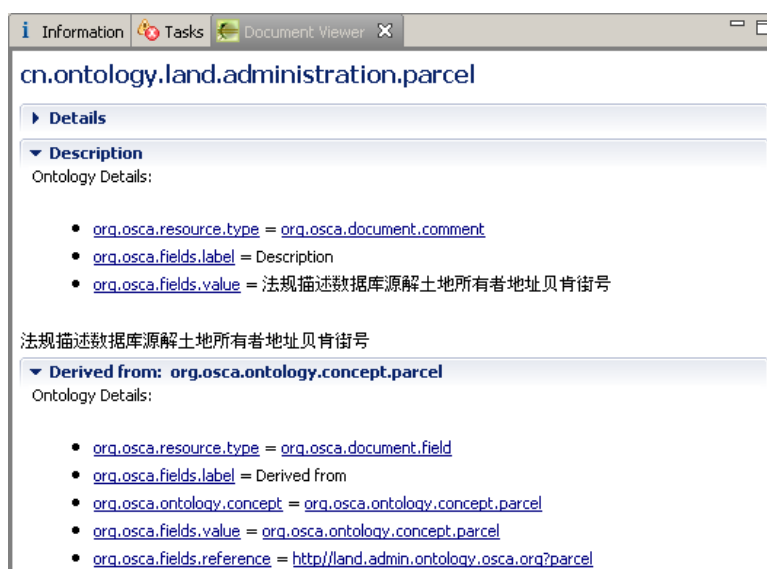 Information Tasks Document Viewer
cn.ontology.land.administration.parcel
Details
Description
Ontology Details:
org.osca.resource.type = org.osca.document.comment
org.osca.fields.label = Description
org.osca.fields.value = 法规描述数据库源解土地所有者地址贝肯街号
法规描述数据库源解土地所有者地址贝肯街号
Derived from: org.osca.ontology.concept.parcel
Ontology Details:
org.osca.resource.type = org.osca.document.field
org.osca.fields.label = Derived from
org.osca.ontology.concept = org.osca.ontology.concept.parcel
org.osca.fields.value = org.osca.ontology.concept.parcel
org.osca.fields.reference = http//land.admin.ontology.osca.org?parcel